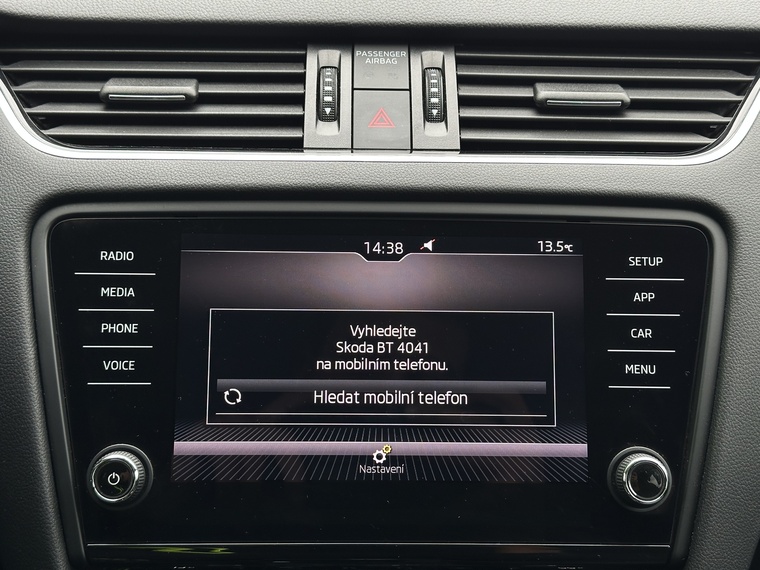 PASSENGER
AIRBAG
14:38
13.5°C
RADIO
MEDIA
PHONE
VOICE
SETUP
APP
CAR
MENU
Vyhledejte
Skoda BT 4041
na mobilním telefonu.
Hledat mobilní telefon
Nastavení